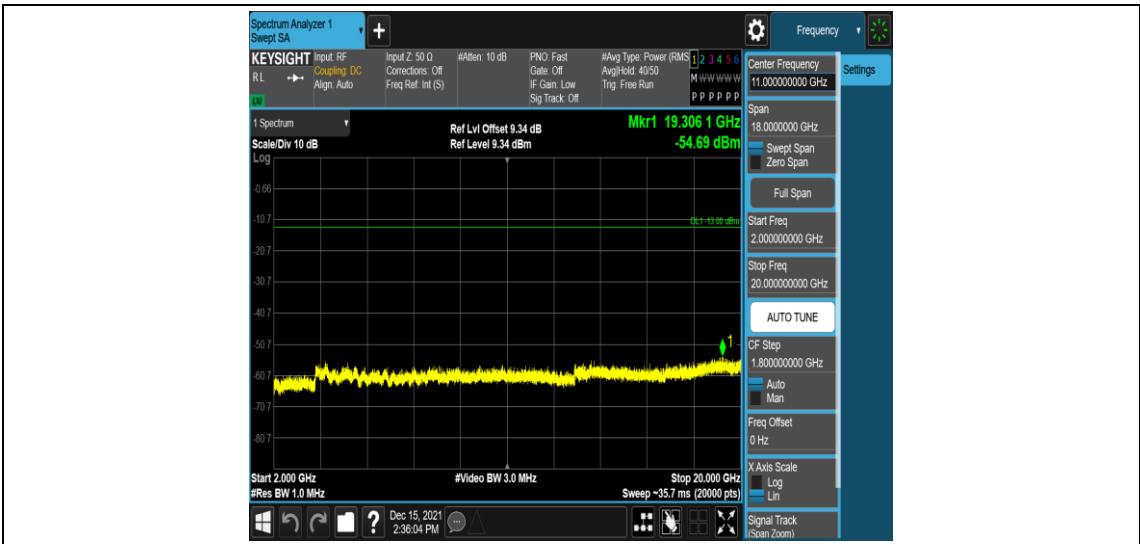 Spectrum Analyzer 1
Swept SA
+
Frequency
KEYSIGHT
RL
Input: RF
Coupling: DC
Align: Auto
Input Z: 50 Ω
Corrections: Off
Freq Ref: Int (S)
#Atten: 10 dB
PNO: Fast
Gate: Off
IF Gain: Low
Sig Track: Off
#Avg Type: Power (RMS
Avg|Hold: 40/50
Trig: Free Run
1 2 3 4 5 6
M W W W W W
P P P P P P
Center Frequency
11.000000000 GHz
Settings
Span
18.0000000 GHz
Swept Span
Zero Span
Full Span
Start Freq
2.000000000 GHz
Stop Freq
20.000000000 GHz
AUTO TUNE
CF Step
1.800000000 GHz
Auto
Man
Freq Offset
0 Hz
X Axis Scale
Log
Lin
Signal Track
(Span Zoom)
1 Spectrum
Scale/Div 10 dB
Log
Ref Lvl Offset 9.34 dB
Ref Level 9.34 dBm
Mkr1 19.306 1 GHz
-54.69 dBm
-0.66
-10.7
DL1 -13.00 dBm
-20.7
-30.7
-40.7
-50.7
1
-60.7
-70.7
-80.7
Start 2.000 GHz
#Res BW 1.0 MHz
#Video BW 3.0 MHz
Stop 20.000 GHz
Sweep ~35.7 ms (20000 pts)
?
Dec 15, 2021
2:36:04 PM